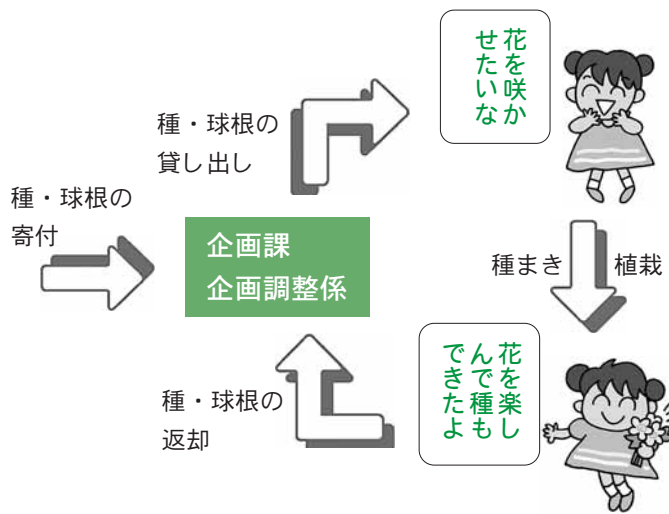 種・球根の
寄付
企画課
企画調整係
種・球根の
貸し出し
花を咲か
せたいな
種まき
植栽
花を楽し
んで種も
できたよ
種・球根の
返却